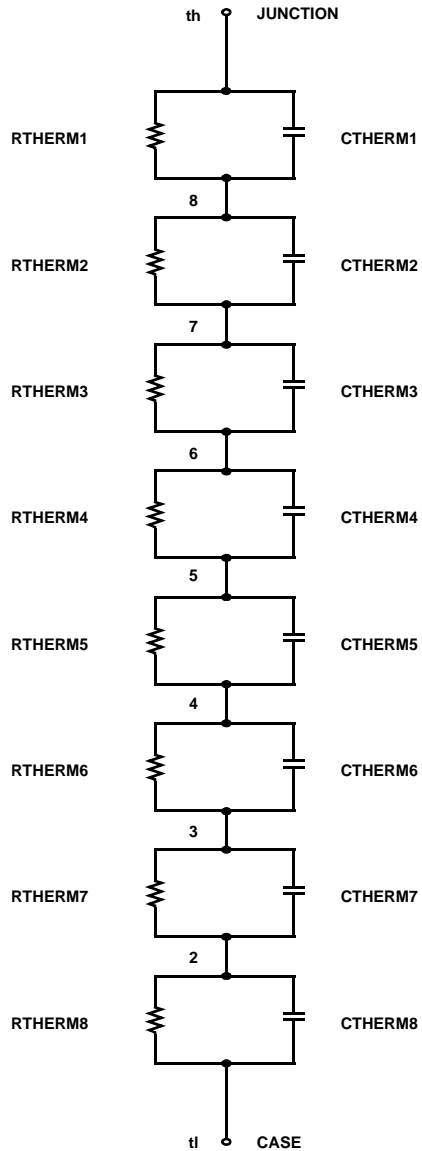 th JUNCTION
RTHERM1 CTHERM1
8
RTHERM2 CTHERM2
7
RTHERM3 CTHERM3
6
RTHERM4 CTHERM4
5
RTHERM5 CTHERM5
4
RTHERM6 CTHERM6
3
RTHERM7 CTHERM7
2
RTHERM8 CTHERM8
tl CASE